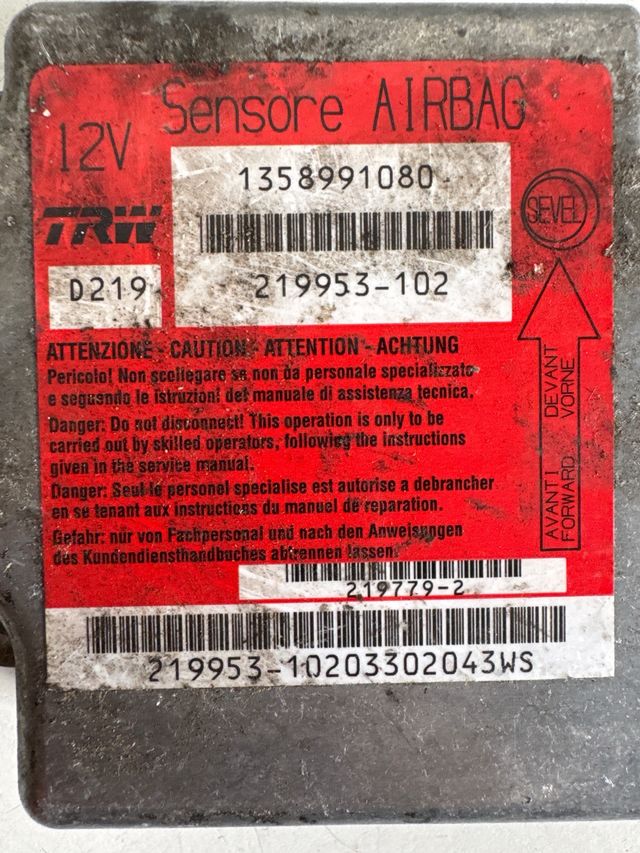 Sensore AIRBAG
12V
1358991080
TRW
SEVEL
D219
219953-102
ATTENZIONE - CAUTION - ATTENTION - ACHTUNG
Pericolo! Non scollegare se non da personale specializzato
e seguendo le istruzioni del manuale di assistenza tecnica.
Danger: Do not disconnect! This operation is only to be
carried out by skilled operators, following the instructions
given in the service manual.
Danger: Seul le personel specialise est autorise a debrancher
en se tenant aux instructions du manuel de reparation.
Gefahr: nur von Fachpersonal und nach den Anweisungen
des Kundendiensthandbuches abtrennen lassen.
AVANTI DEVANT
FORWARD VORNE
219779-2
219953-10203302043WS